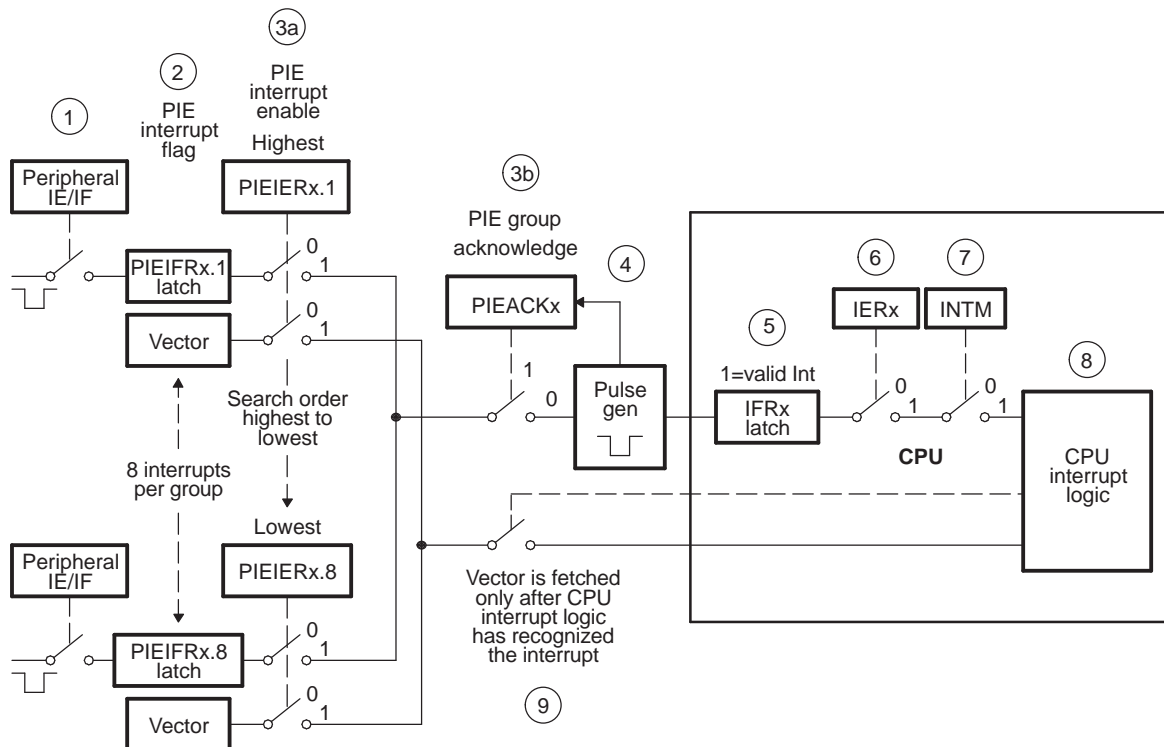 3a
PIE
interrupt
enable
Highest
2
PIE
interrupt
flag
1
Peripheral
IE/IF
PIEIERx.1
0
1
PIEIFRx.1
latch
0
1
Vector
Search order
highest to
lowest
8 interrupts
per group
Lowest
Peripheral
IE/IF
PIEIERx.8
0
1
PIEIFRx.8
latch
0
1
Vector
3b
PIE group
acknowledge
PIEACKx
1
0
4
Pulse
gen
5
1=valid Int
IFRx
latch
6
IERx
0
1
7
INTM
0
1
CPU
8
CPU
interrupt
logic
Vector is fetched
only after CPU
interrupt logic
has recognized
the interrupt
9